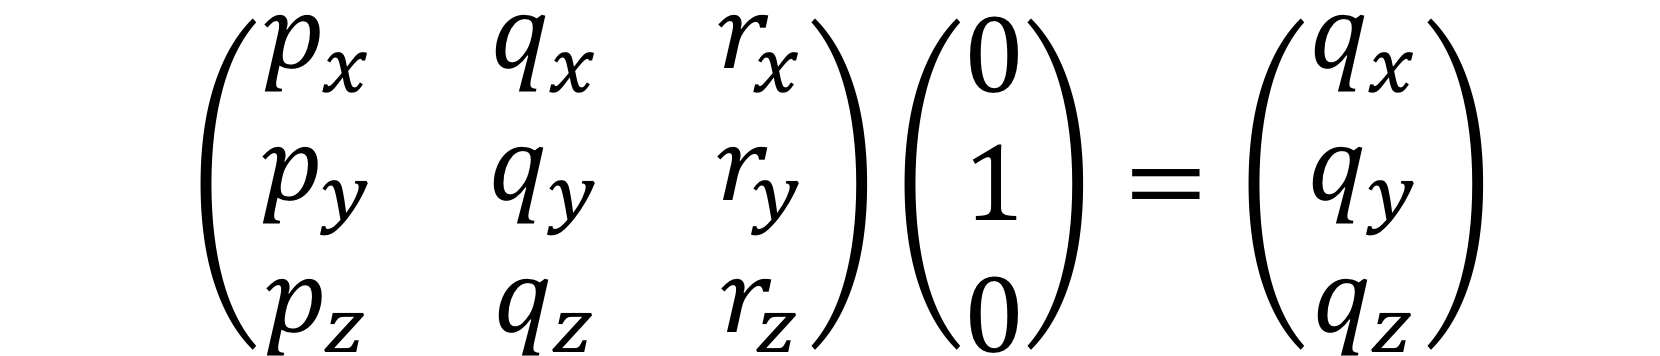 p_x q_x r_x 0 q_x
p_y q_y r_y 1 = q_y
p_z q_z r_z 0 q_z